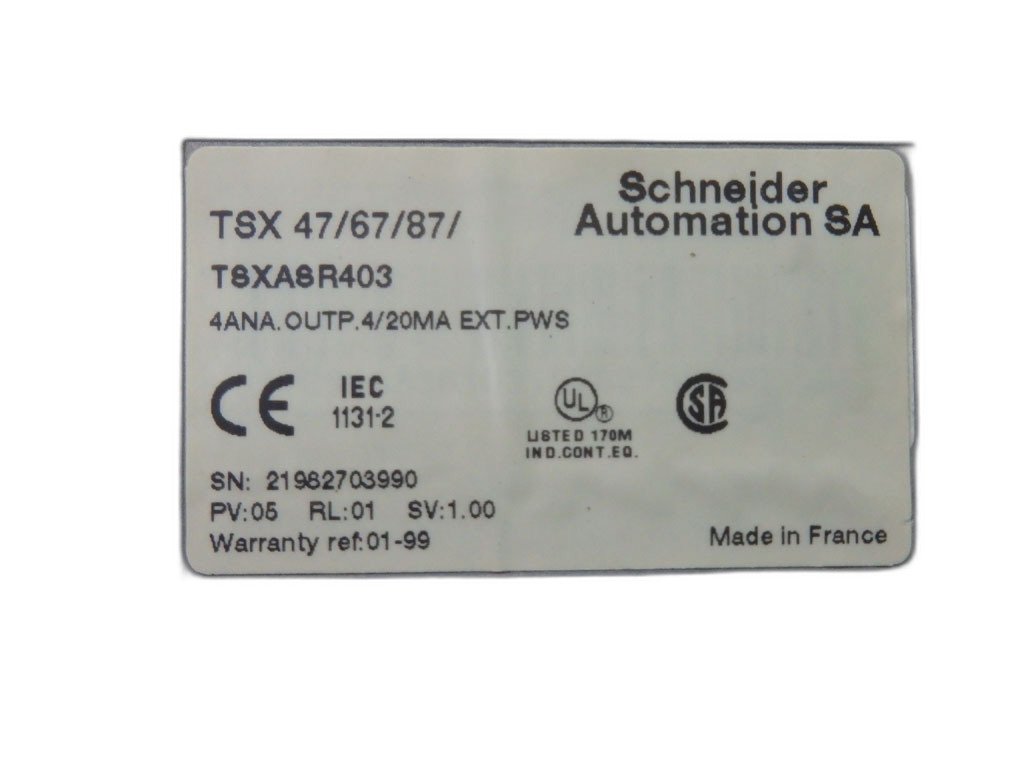 Schneider
Automation SA
TSX 47/67/87/
TSXASR403
4ANA.OUTP.4/20MA EXT.PWS
CE
IEC
1131-2
UL®
LISTED 170M
IND.CONT.EQ.
SA
SN: 21982703990
PV:05 RL:01 SV:1.00
Warranty ref:01-99
Made in France